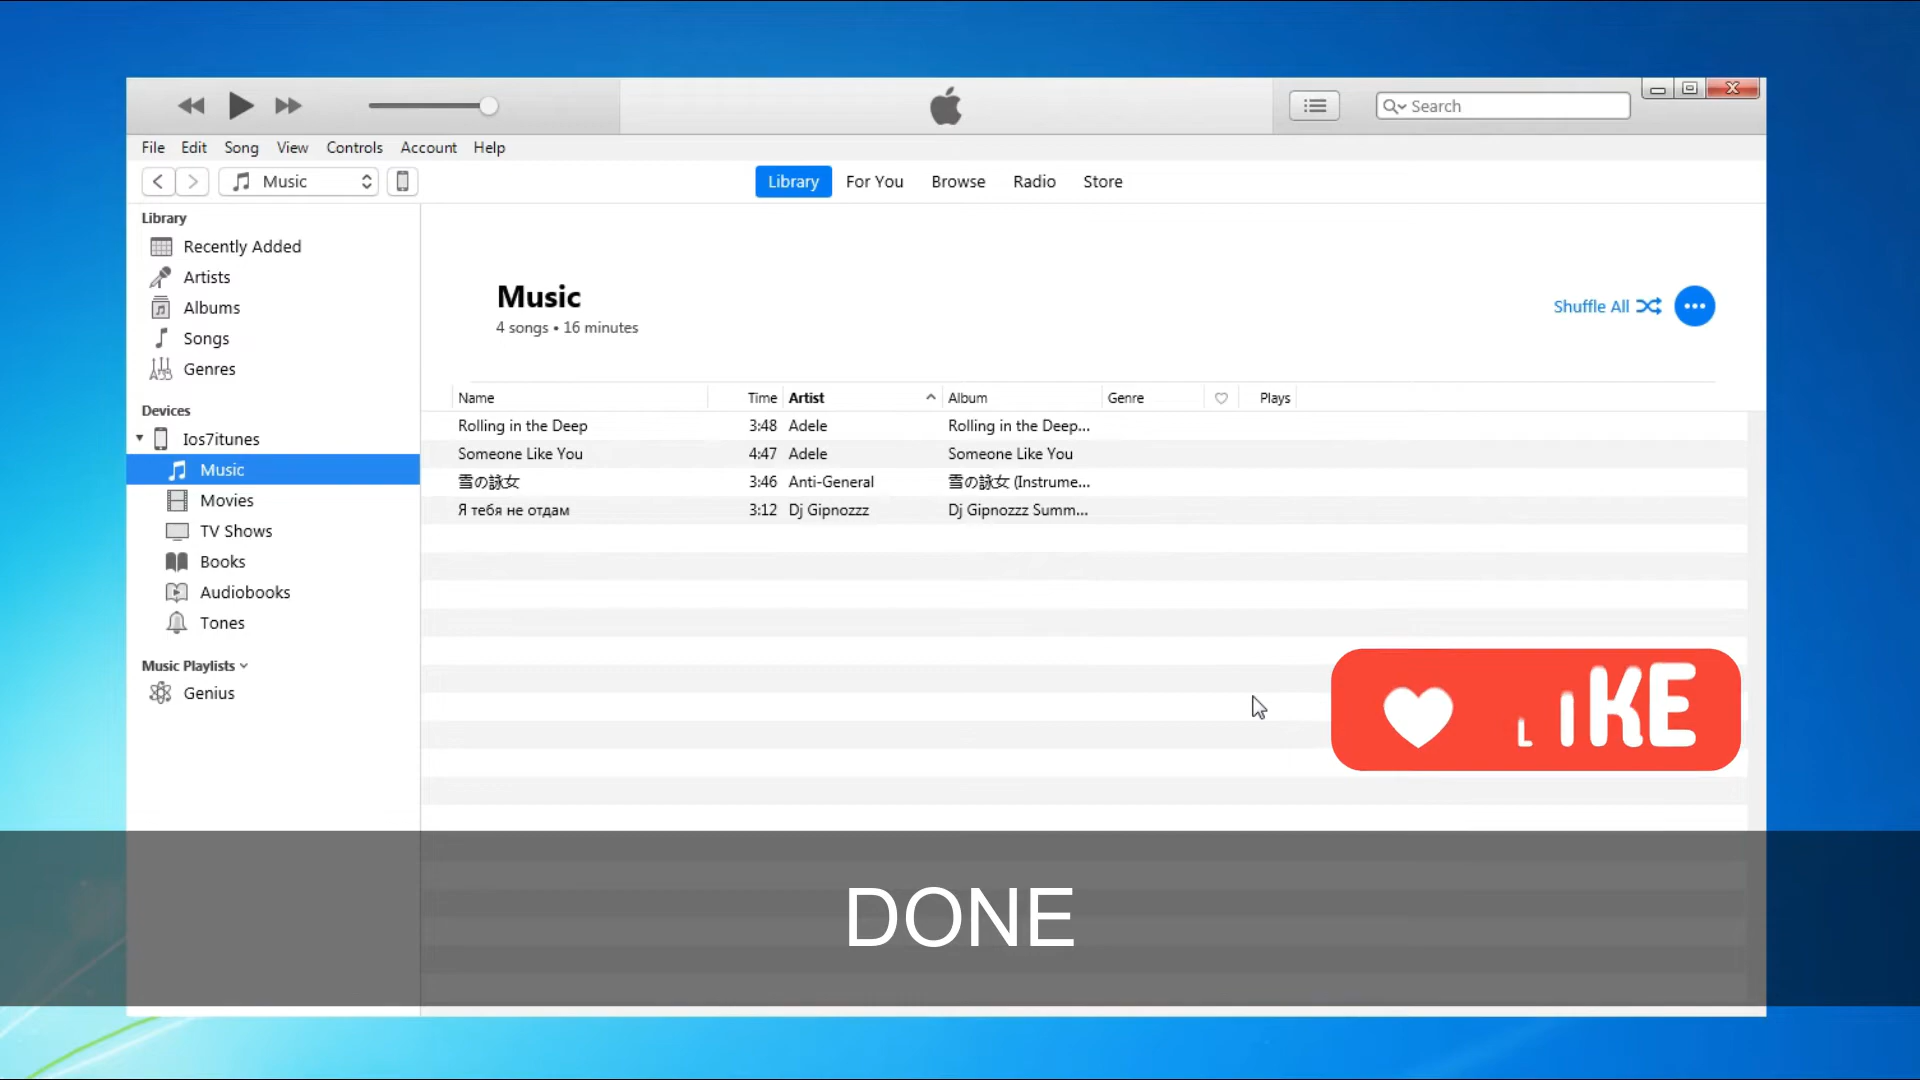 Search
File Edit Song View Controls Account Help
Music Library For You Browse Radio Store
Library
Recently Added
Artists
Albums
Songs
Genres
Devices
Ios7itunes
Music
Movies
TV Shows
Books
Audiobooks
Tones
Music Playlists
Genius
Music
4 songs • 16 minutes
Shuffle All
Name Time Artist Album Genre Plays
Rolling in the Deep 3:48 Adele Rolling in the Deep...
Someone Like You 4:47 Adele Someone Like You
雪の詠女 3:46 Anti-General 雪の詠女 (Instrume...
Я тебя не отдам 3:12 Dj Gipnozzz Dj Gipnozzz Summ...
LIKE
DONE